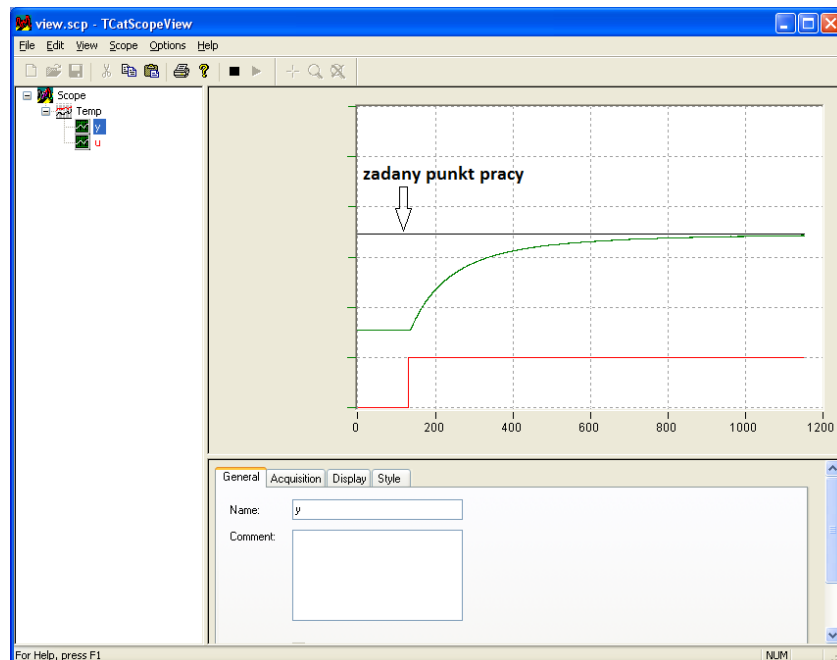 view.scp - TCatScopeView
File Edit View Scope Options Help
Scope
Temp
y
u
zadany punkt pracy
0 200 400 600 800 1000 1200
General Acquisition Display Style
Name: y
Comment:
For Help, press F1 NUM